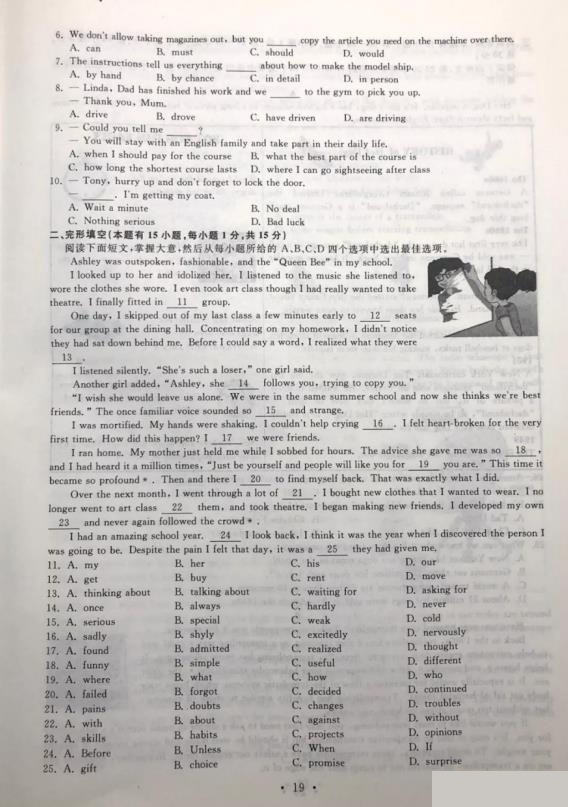 6. We don't allow taking magazines out, but you ____ copy the article you need on the machine over there.
A. can B. must C. should D. would
7. The instructions tell us everything ____ about how to make the model ship.
A. by hand B. by chance C. in detail D. in person
8. — Linda, Dad has finished his work and we ____ to the gym to pick you up.
— Thank you, Mum.
A. drive B. drove C. have driven D. are driving
9. — Could you tell me ____?
— You will stay with an English family and take part in their daily life.
A. when I should pay for the course B. what the best part of the course is
C. how long the shortest course lasts D. where I can go sightseeing after class
10. — Tony, hurry up and don't forget to lock the door.
— ____. I'm getting my coat.
A. Wait a minute B. No deal
C. Nothing serious D. Bad luck
二、完形填空(本题有 15 小题,每小题 1 分,共 15 分)
阅读下面短文,掌握大意,然后从每小题所给的 A、B、C、D 四个选项中选出最佳选项。
Ashley was outspoken, fashionable, and the “Queen Bee” in my school.
I looked up to her and idolized her. I listened to the music she listened to,
wore the clothes she wore. I even took art class though I had really wanted to take
theatre. I finally fitted in 11 group.
One day, I skipped out of my last class a few minutes early to 12 seats
for our group at the dining hall. Concentrating on my homework, I didn't notice
they had sat down behind me. Before I could say a word, I realized what they were
13 .
I listened silently. “She's such a loser,” one girl said.
Another girl added, “Ashley, she 14 follows you, trying to copy you.”
“I wish she would leave us alone. We were in the same summer school and now she thinks we're best
friends.” The once familiar voice sounded so 15 and strange.
I was mortified. My hands were shaking. I couldn't help crying 16 . I felt heart-broken for the very
first time. How did this happen? I 17 we were friends.
I ran home. My mother just held me while I sobbed for hours. The advice she gave me was so 18 ,
and I had heard it a million times, “Just be yourself and people will like you for 19 you are.” This time it
became so profound*. Then and there I 20 to find myself back. That was exactly what I did.
Over the next month, I went through a lot of 21 . I bought new clothes that I wanted to wear. I no
longer went to art class 22 them, and took theatre. I began making new friends. I developed my own
23 and never again followed the crowd*.
I had an amazing school year. 24 I look back, I think it was the year when I discovered the person I
was going to be. Despite the pain I felt that day, it was a 25 they had given me.
11. A. my B. her C. his D. our
12. A. get B. buy C. rent D. move
13. A. thinking about B. talking about C. waiting for D. asking for
14. A. once B. always C. hardly D. never
15. A. serious B. special C. weak D. cold
16. A. sadly B. shyly C. excitedly D. nervously
17. A. found B. admitted C. realized D. thought
18. A. funny B. simple C. useful D. different
19. A. where B. what C. how D. who
20. A. failed B. forgot C. decided D. continued
21. A. pains B. doubts C. changes D. troubles
22. A. with B. about C. against D. without
23. A. skills B. habits C. projects D. opinions
24. A. Before B. Unless C. When D. If
25. A. gift B. choice C. promise D. surprise
· 19 ·